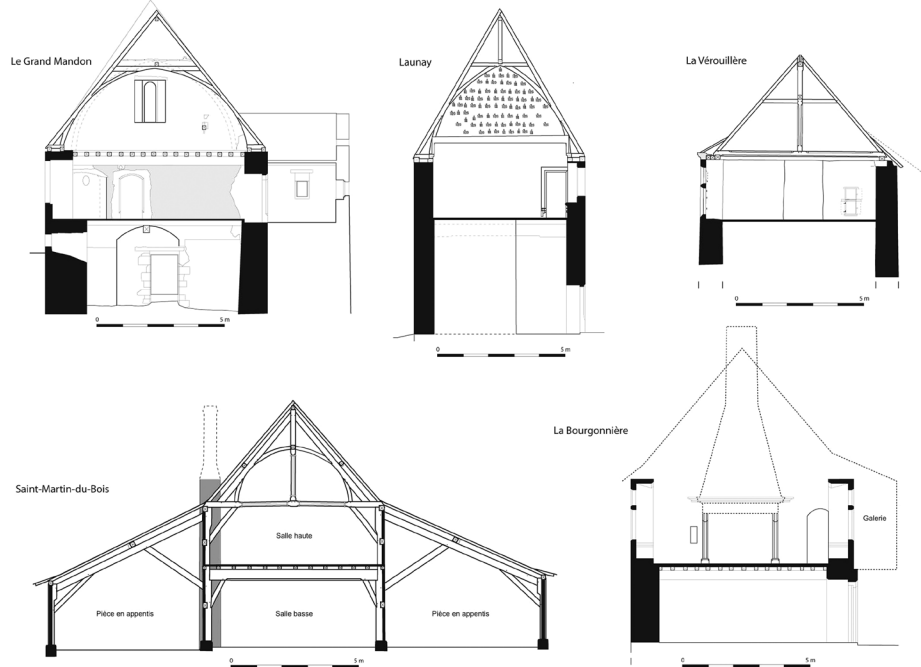 Le Grand Mandon
0 5 m
Launay
0 5 m
La Vérouillère
0 5 m
Saint-Martin-du-Bois
Salle haute
Pièce en appentis
Salle basse
Pièce en appentis
0 5 m
La Bourgonnière
Galerie
0 5 m